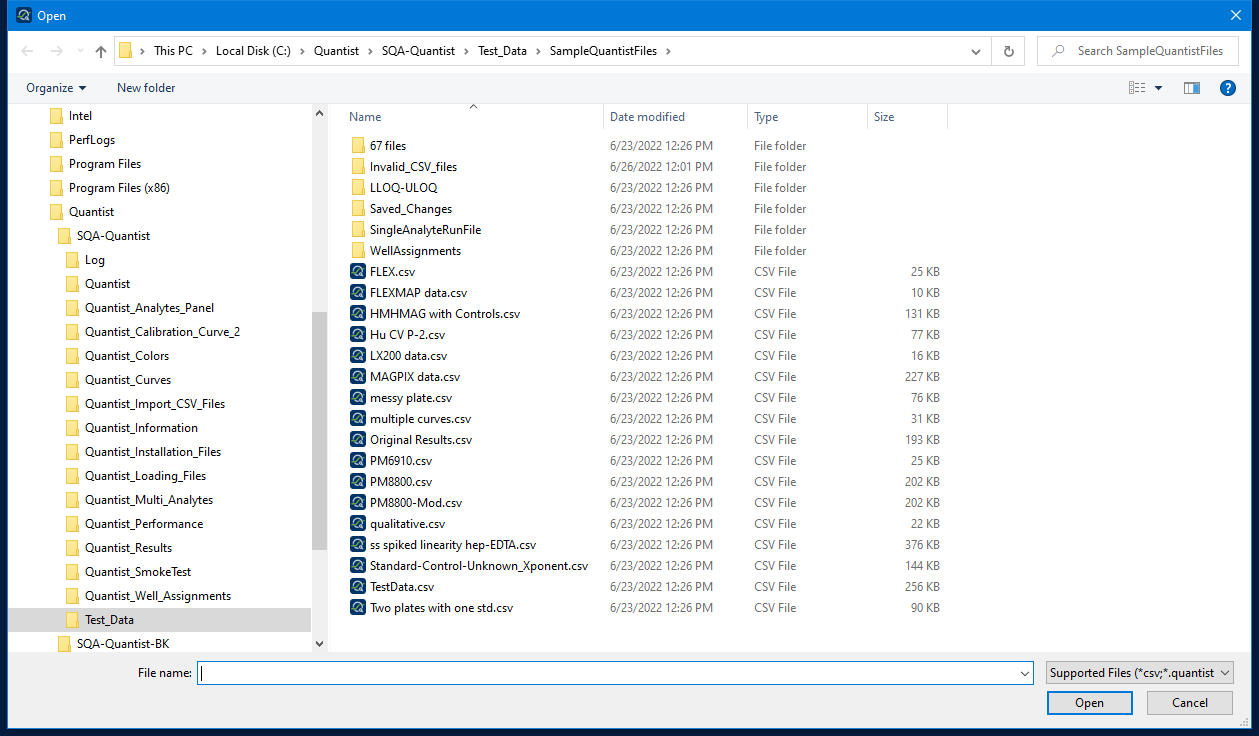 Open
This PC > Local Disk (C:) > Quantist > SQA-Quantist > Test_Data > SampleQuantistFiles >
Search SampleQuantistFiles
Organize
New folder
?
Intel
PerfLogs
Program Files
Program Files (x86)
Quantist
SQA-Quantist
Log
Quantist
Quantist_Analytes_Panel
Quantist_Calibration_Curve_2
Quantist_Colors
Quantist_Curves
Quantist_Import_CSV_Files
Quantist_Information
Quantist_Installation_Files
Quantist_Loading_Files
Quantist_Multi_Analytes
Quantist_Performance
Quantist_Results
Quantist_SmokeTest
Quantist_Well_Assignments
Test_Data
SQA-Quantist-BK
Name Date modified Type Size
67 files 6/23/2022 12:26 PM File folder
Invalid_CSV_files 6/26/2022 12:01 PM File folder
LLOQ-ULOQ 6/23/2022 12:26 PM File folder
Saved_Changes 6/23/2022 12:26 PM File folder
SingleAnalyteRunFile 6/23/2022 12:26 PM File folder
WellAssignments 6/23/2022 12:26 PM File folder
FLEX.csv 6/23/2022 12:26 PM CSV File 25 KB
FLEXMAP data.csv 6/23/2022 12:26 PM CSV File 10 KB
HMHMAG with Controls.csv 6/23/2022 12:26 PM CSV File 131 KB
Hu CV P-2.csv 6/23/2022 12:26 PM CSV File 77 KB
LX200 data.csv 6/23/2022 12:26 PM CSV File 16 KB
MAGPIX data.csv 6/23/2022 12:26 PM CSV File 227 KB
messy plate.csv 6/23/2022 12:26 PM CSV File 76 KB
multiple curves.csv 6/23/2022 12:26 PM CSV File 31 KB
Original Results.csv 6/23/2022 12:26 PM CSV File 193 KB
PM6910.csv 6/23/2022 12:26 PM CSV File 25 KB
PM8800.csv 6/23/2022 12:26 PM CSV File 202 KB
PM8800-Mod.csv 6/23/2022 12:26 PM CSV File 202 KB
qualitative.csv 6/23/2022 12:26 PM CSV File 22 KB
ss spiked linearity hep-EDTA.csv 6/23/2022 12:26 PM CSV File 376 KB
Standard-Control-Unknown_Xponent.csv 6/23/2022 12:26 PM CSV File 144 KB
TestData.csv 6/23/2022 12:26 PM CSV File 256 KB
Two plates with one std.csv 6/23/2022 12:26 PM CSV File 90 KB
File name:
Supported Files (*csv;*.quantist
Open
Cancel